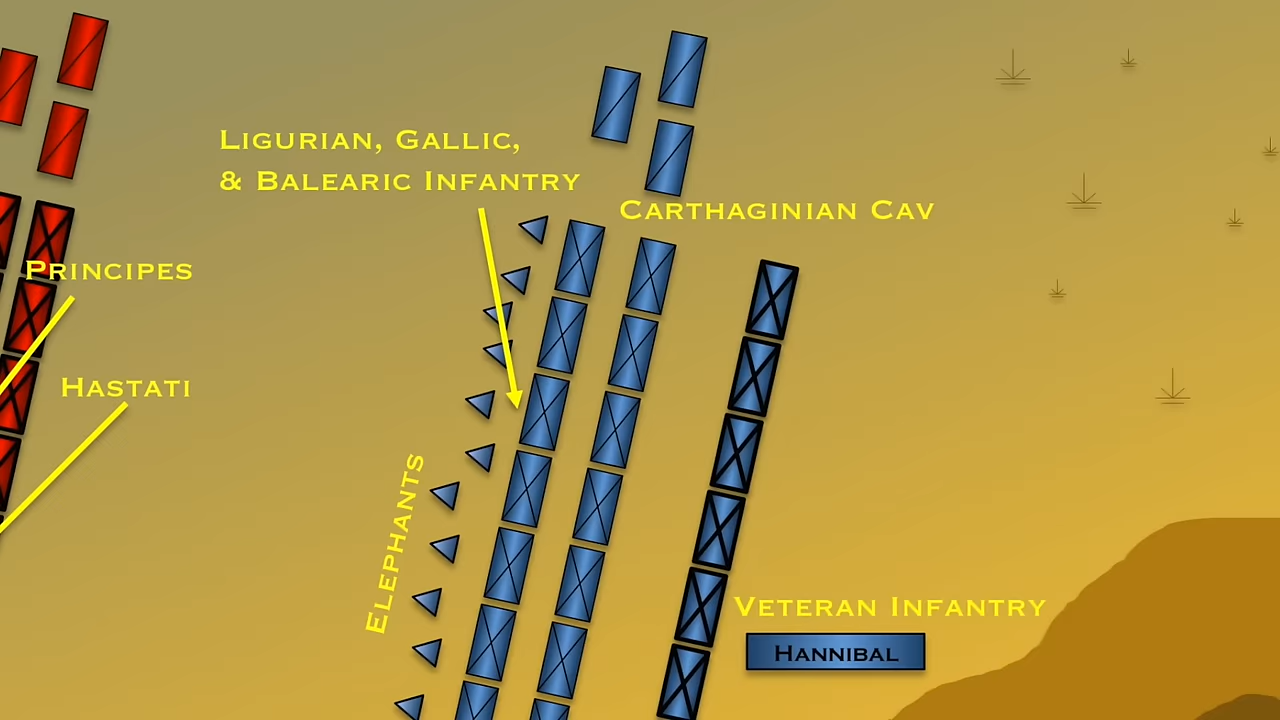 Ligurian, Gallic,
& Balearic Infantry
Carthaginian Cav
Principes
Hastati
Elephants
Veteran Infantry
Hannibal